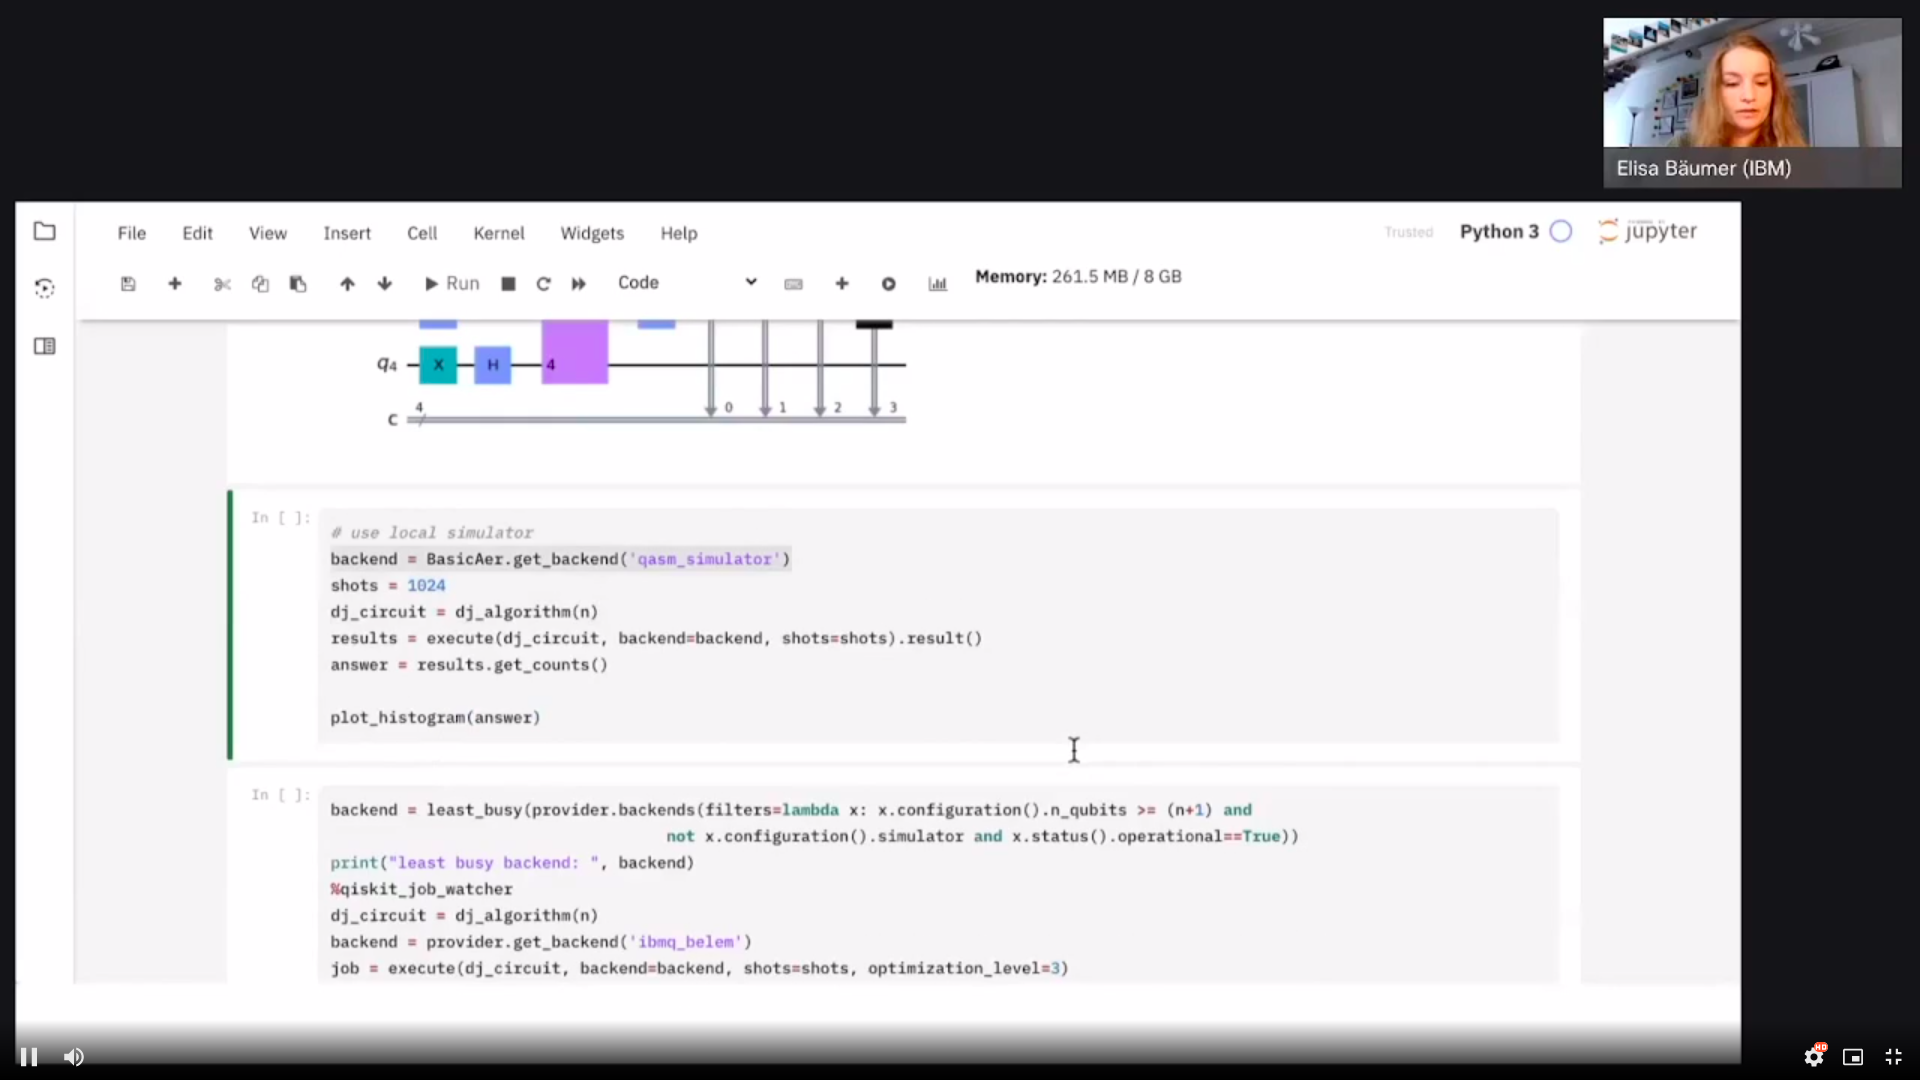 Elisa Bäumer (IBM)
File Edit View Insert Cell Kernel Widgets Help
Trusted Python 3 jupyter
Run Code Memory: 261.5 MB / 8 GB
q4 X H 4
4 0 1 2 3
c
In [ ]:
# use local simulator
backend = BasicAer.get_backend('qasm_simulator')
shots = 1024
dj_circuit = dj_algorithm(n)
results = execute(dj_circuit, backend=backend, shots=shots).result()
answer = results.get_counts()
plot_histogram(answer)
In [ ]:
backend = least_busy(provider.backends(filters=lambda x: x.configuration().n_qubits >= (n+1) and
not x.configuration().simulator and x.status().operational==True))
print("least busy backend: ", backend)
%qiskit_job_watcher
dj_circuit = dj_algorithm(n)
backend = provider.get_backend('ibmq_belem')
job = execute(dj_circuit, backend=backend, shots=shots, optimization_level=3)
HD